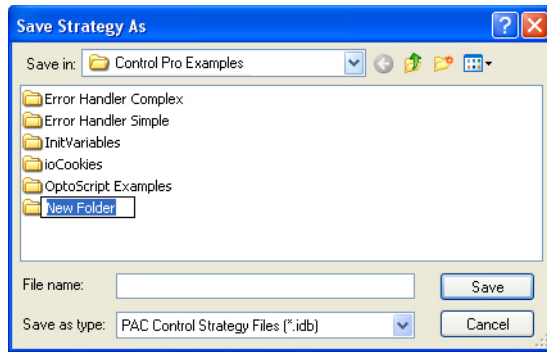 Save Strategy As
Save in: Control Pro Examples
Error Handler Complex
Error Handler Simple
InitVariables
ioCookies
OptoScript Examples
New Folder
File name: Save
Save as type: PAC Control Strategy Files (*.idb) Cancel